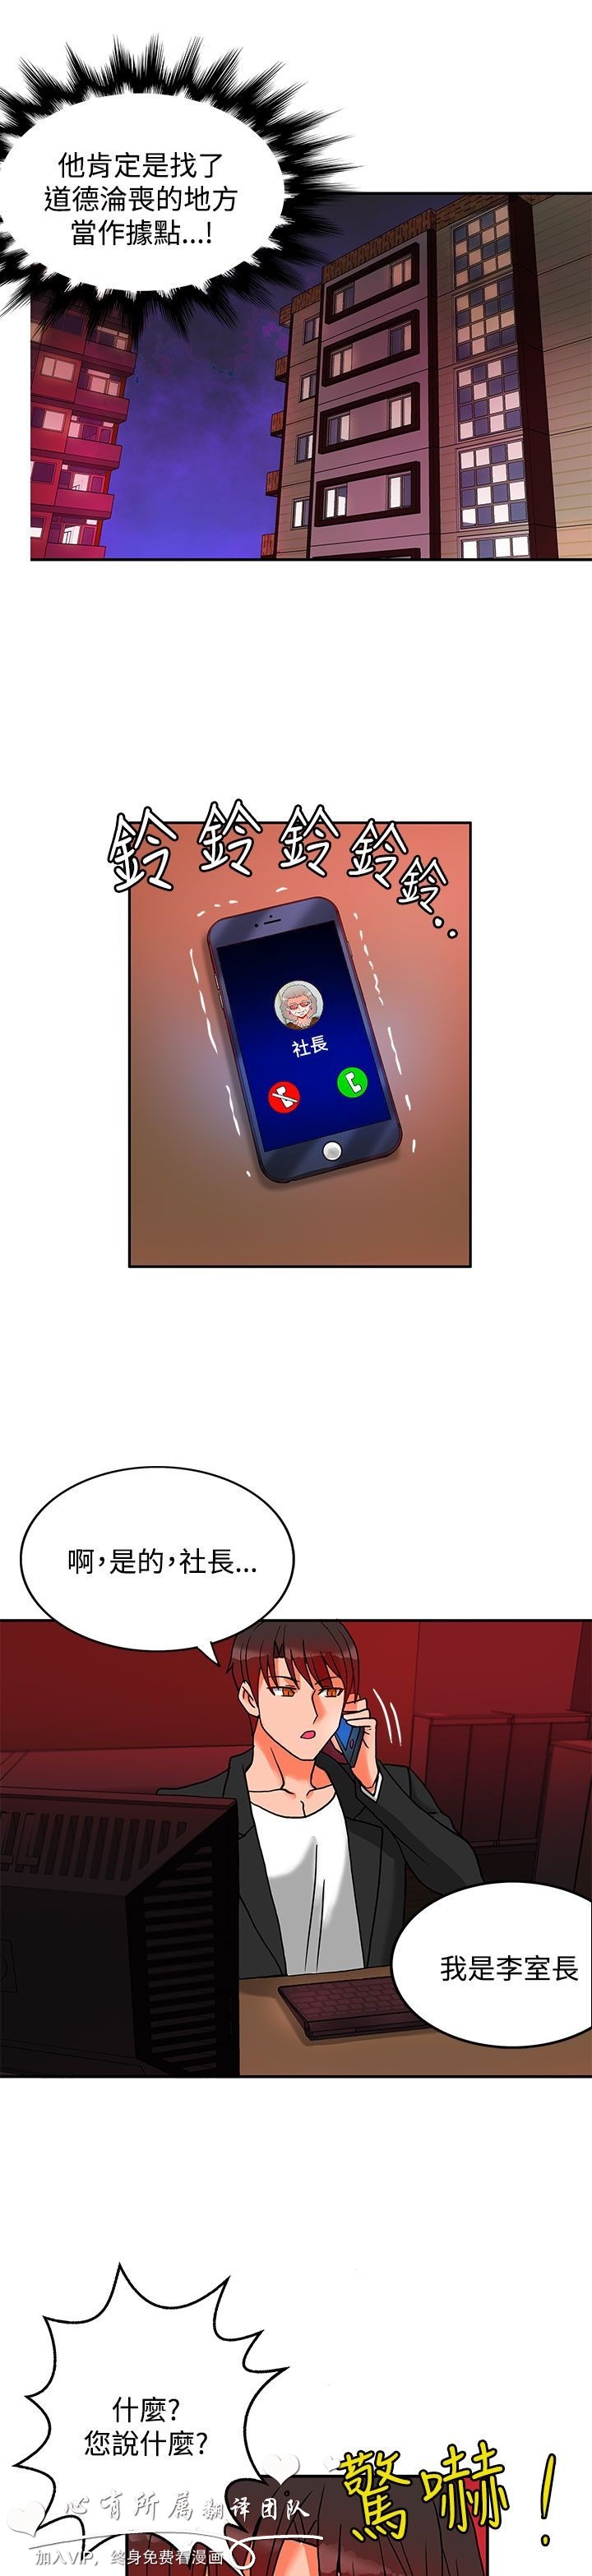 他肯定是找了
道德淪喪的地方
當作據點...!
鈴鈴鈴鈴鈴..
社長
啊,是的,社長...
我是李室長
什麼?
您說什麼?
驚嚇!
心有所属翻译团队
加入VIP，终身免费看漫画